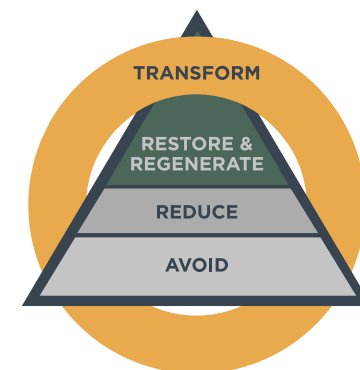 TRANSFORM
RESTORE &
REGENERATE
REDUCE
AVOID